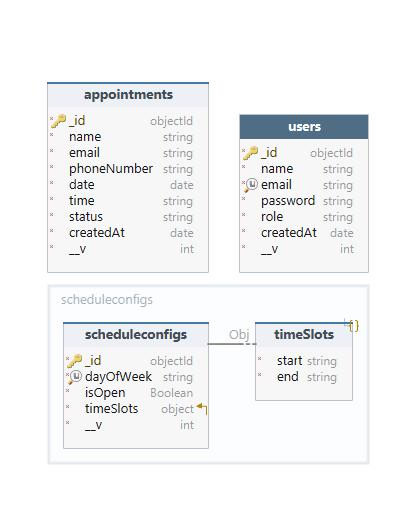 appointments
_id objectId
name string
email string
phoneNumber string
date date
time string
status string
createdAt date
__v int
users
_id objectId
name string
email string
password string
role string
createdAt date
__v int
scheduleconfigs
scheduleconfigs
_id objectId
dayOfWeek string
isOpen Boolean
timeSlots object
__v int
Obj
timeSlots
{}
start string
end string